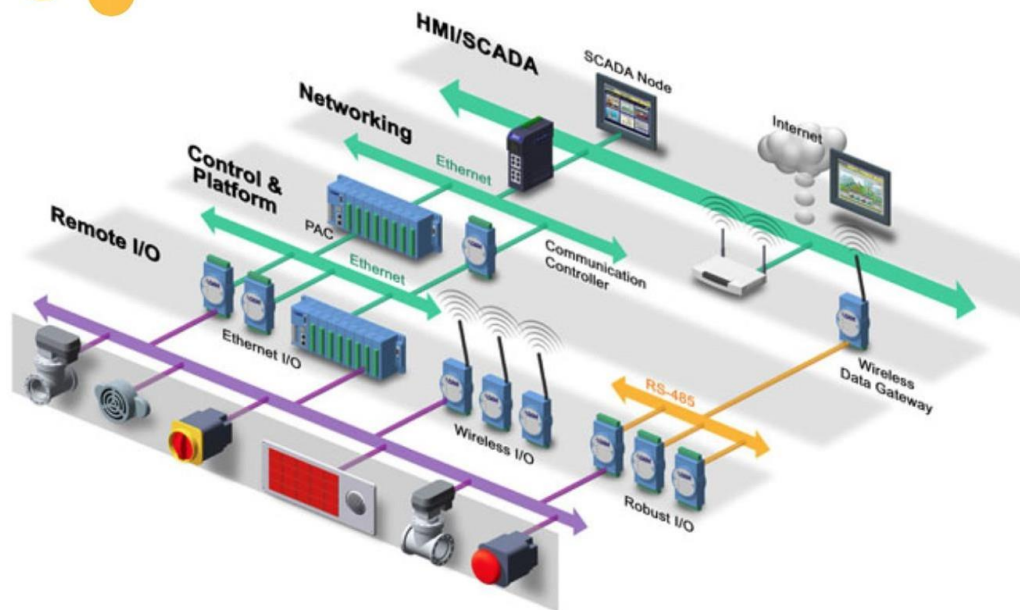 HMI/SCADA
SCADA Node
Networking
Internet
Ethernet
Control &
Platform
PAC
Communication
Controller
Remote I/O
Ethernet
Ethernet I/O
Wireless
Data Gateway
RS-485
Wireless I/O
Robust I/O